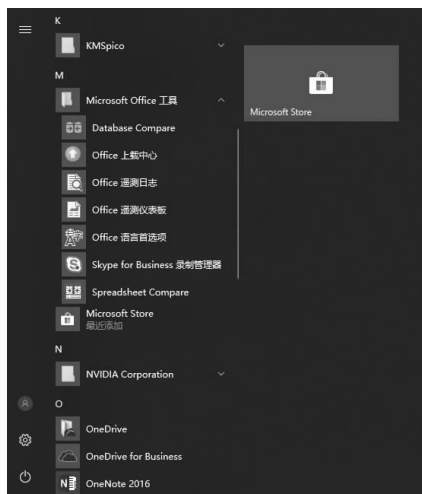 K
KMSpico
M
Microsoft Office 工具
Database Compare
Office 上载中心
Office 遥测日志
Office 遥测仪表板
Office 语言首选项
Skype for Business 录制管理器
Spreadsheet Compare
Microsoft Store
最近添加
N
NVIDIA Corporation
O
OneDrive
OneDrive for Business
OneNote 2016
Microsoft Store